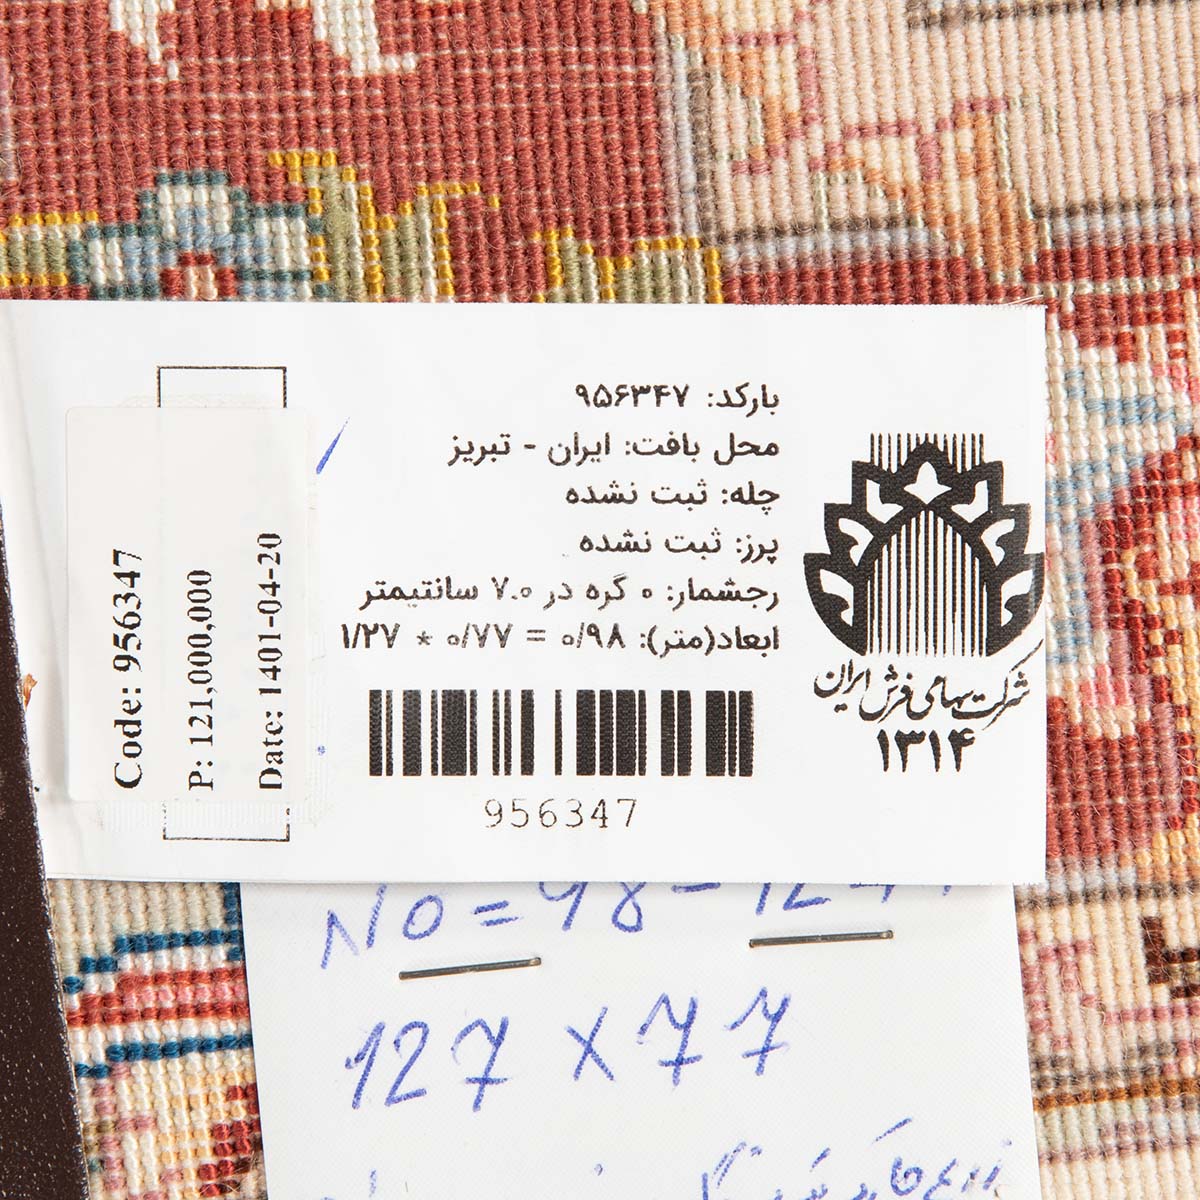 بارکد: ۹۵۶۳۴۷
محل بافت: ایران - تبریز
چله: ثبت نشده
پرز: ثبت نشده
رجشمار: ۰ گره در ۷.۰ سانتیمتر
ابعاد(متر): ۰/۹۸ = ۰/۷۷ * ۱/۲۷
956347
شرکت سهامی فرش ایران
۱۳۱۴
Code: 956347
P: 121,000,000
Date: 1401-04-20
No = 98 -
127 x 77